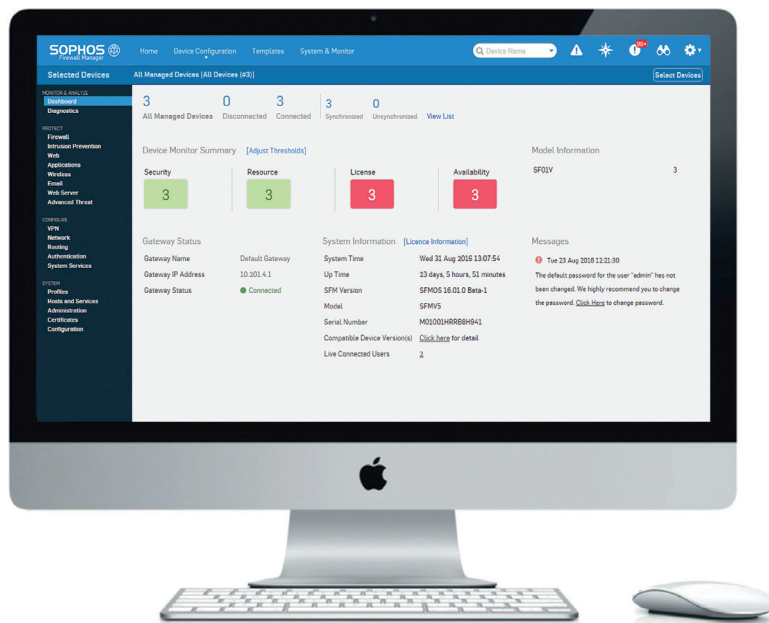 SOPHOS
Firewall Manager
Home Device Configuration Templates System & Monitor
Device Name
99+
Selected Devices
All Managed Devices [All Devices (#3)]
Select Devices
MONITOR & ANALYZE
Dashboard
Diagnostics
PROTECT
Firewall
Intrusion Prevention
Web
Applications
Wireless
Email
Web Server
Advanced Threat
CONFIGURE
VPN
Network
Routing
Authentication
System Services
SYSTEM
Profiles
Hosts and Services
Administration
Certificates
Configuration
3 0 3 3 0
All Managed Devices Disconnected Connected Synchronized Unsynchronized View List
Device Monitor Summary [Adjust Thresholds]
Security Resource License Availability
3 3 3 3
Model Information
SF01V 3
Gateway Status
Gateway Name Default Gateway
Gateway IP Address 10.201.4.1
Gateway Status Connected
System Information [Licence Information]
System Time Wed 31 Aug 2016 13:07:54
Up Time 23 days, 5 hours, 51 minutes
SFM Version SFMOS 16.01.0 Beta-1
Model SFMV5
Serial Number M01001HRRB8H941
Compatible Device Version(s) Click here for detail
Live Connected Users 2
Messages
Tue 23 Aug 2016 12:21:30
The default password for the user "admin" has not
been changed. We highly recommend you to change
the password. Click Here to change password.